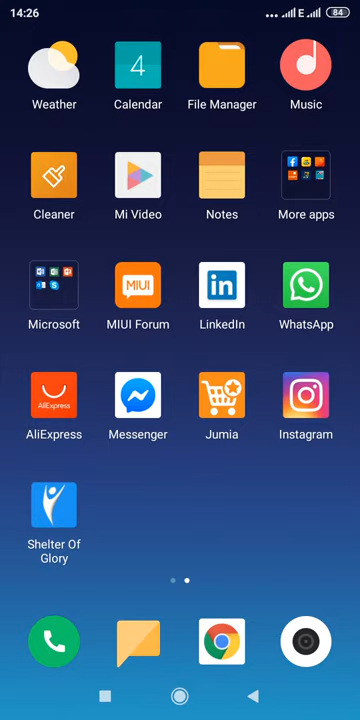 14:26
E
84
4
Weather
Calendar
File Manager
Music
Cleaner
Mi Video
Notes
More apps
MIUI
in
Microsoft
MIUI Forum
LinkedIn
WhatsApp
AliExpress
AliExpress
Messenger
Jumia
Instagram
Shelter Of
Glory